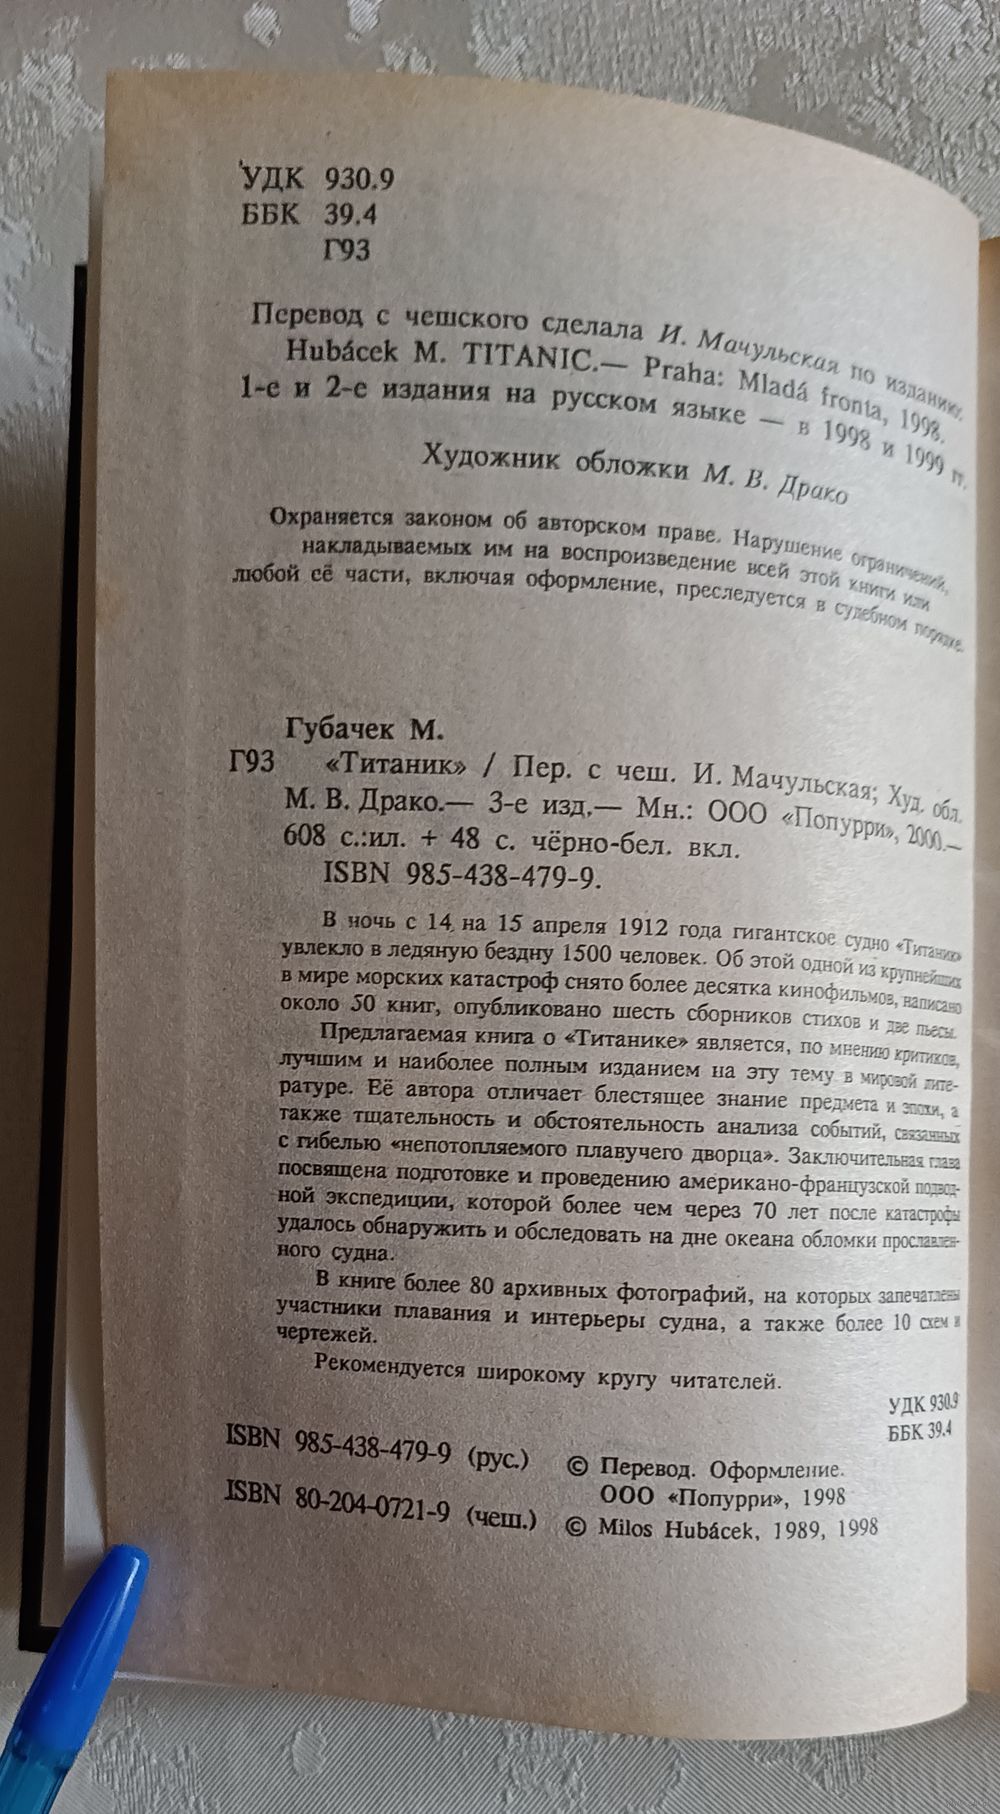 УДК 930.9
ББК 39.4
Г93
Перевод с чешского сделала И. Мачульская по изданию:
Hubácek M. TITANIC.— Praha: Mladá fronta, 1998.
1-е и 2-е издания на русском языке — в 1998 и 1999 гг.
Художник обложки М. В. Драко
Охраняется законом об авторском праве. Нарушение ограничений,
накладываемых им на воспроизведение всей этой книги или
любой её части, включая оформление, преследуется в судебном порядке.
Губачек М.
Г93 «Титаник» / Пер. с чеш. И. Мачульская; Худ. обл.
М. В. Драко.— 3-е изд.— Мн.: ООО «Попурри», 2000.—
608 с.:ил. + 48 с. чёрно-бел. вкл.
ISBN 985-438-479-9.
В ночь с 14 на 15 апреля 1912 года гигантское судно «Титаник»
увлекло в ледяную бездну 1500 человек. Об этой одной из крупнейших
в мире морских катастроф снято более десятка кинофильмов, написано
около 50 книг, опубликовано шесть сборников стихов и две пьесы.
Предлагаемая книга о «Титанике» является, по мнению критиков,
лучшим и наиболее полным изданием на эту тему в мировой лите-
ратуре. Её автора отличает блестящее знание предмета и эпохи, а
также тщательность и обстоятельность анализа событий, связанных
с гибелью «непотопляемого плавучего дворца». Заключительная глава
посвящена подготовке и проведению американо-французской подвод-
ной экспедиции, которой более чем через 70 лет после катастрофы
удалось обнаружить и обследовать на дне океана обломки прославлен-
ного судна.
В книге более 80 архивных фотографий, на которых запечатлены
участники плавания и интерьеры судна, а также более 10 схем и
чертежей.
Рекомендуется широкому кругу читателей.
УДК 930.9
ББК 39.4
ISBN 985-438-479-9 (рус.)
ISBN 80-204-0721-9 (чеш.)
© Перевод. Оформление.
ООО «Попурри», 1998
© Milos Hubácek, 1989, 1998